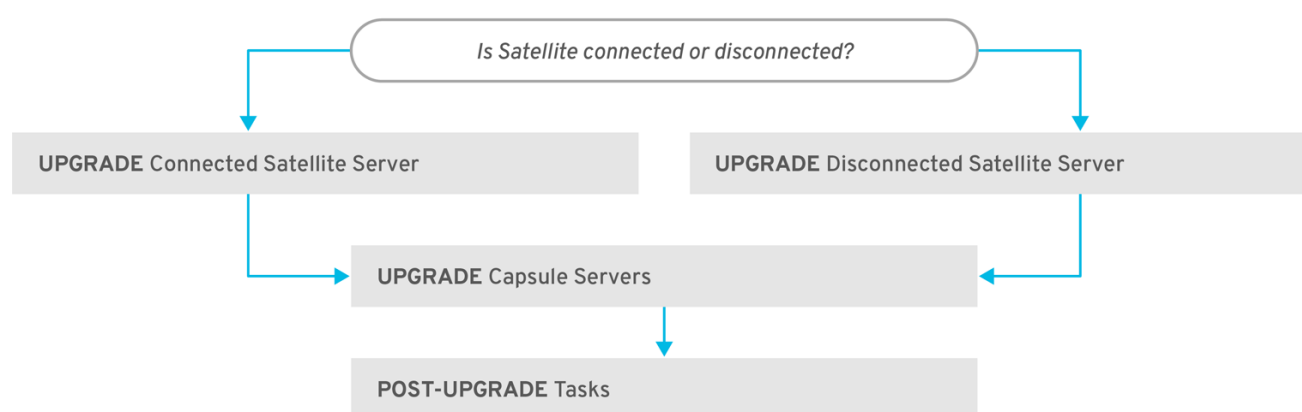 Is Satellite connected or disconnected?
UPGRADE Connected Satellite Server
UPGRADE Disconnected Satellite Server
UPGRADE Capsule Servers
POST-UPGRADE Tasks